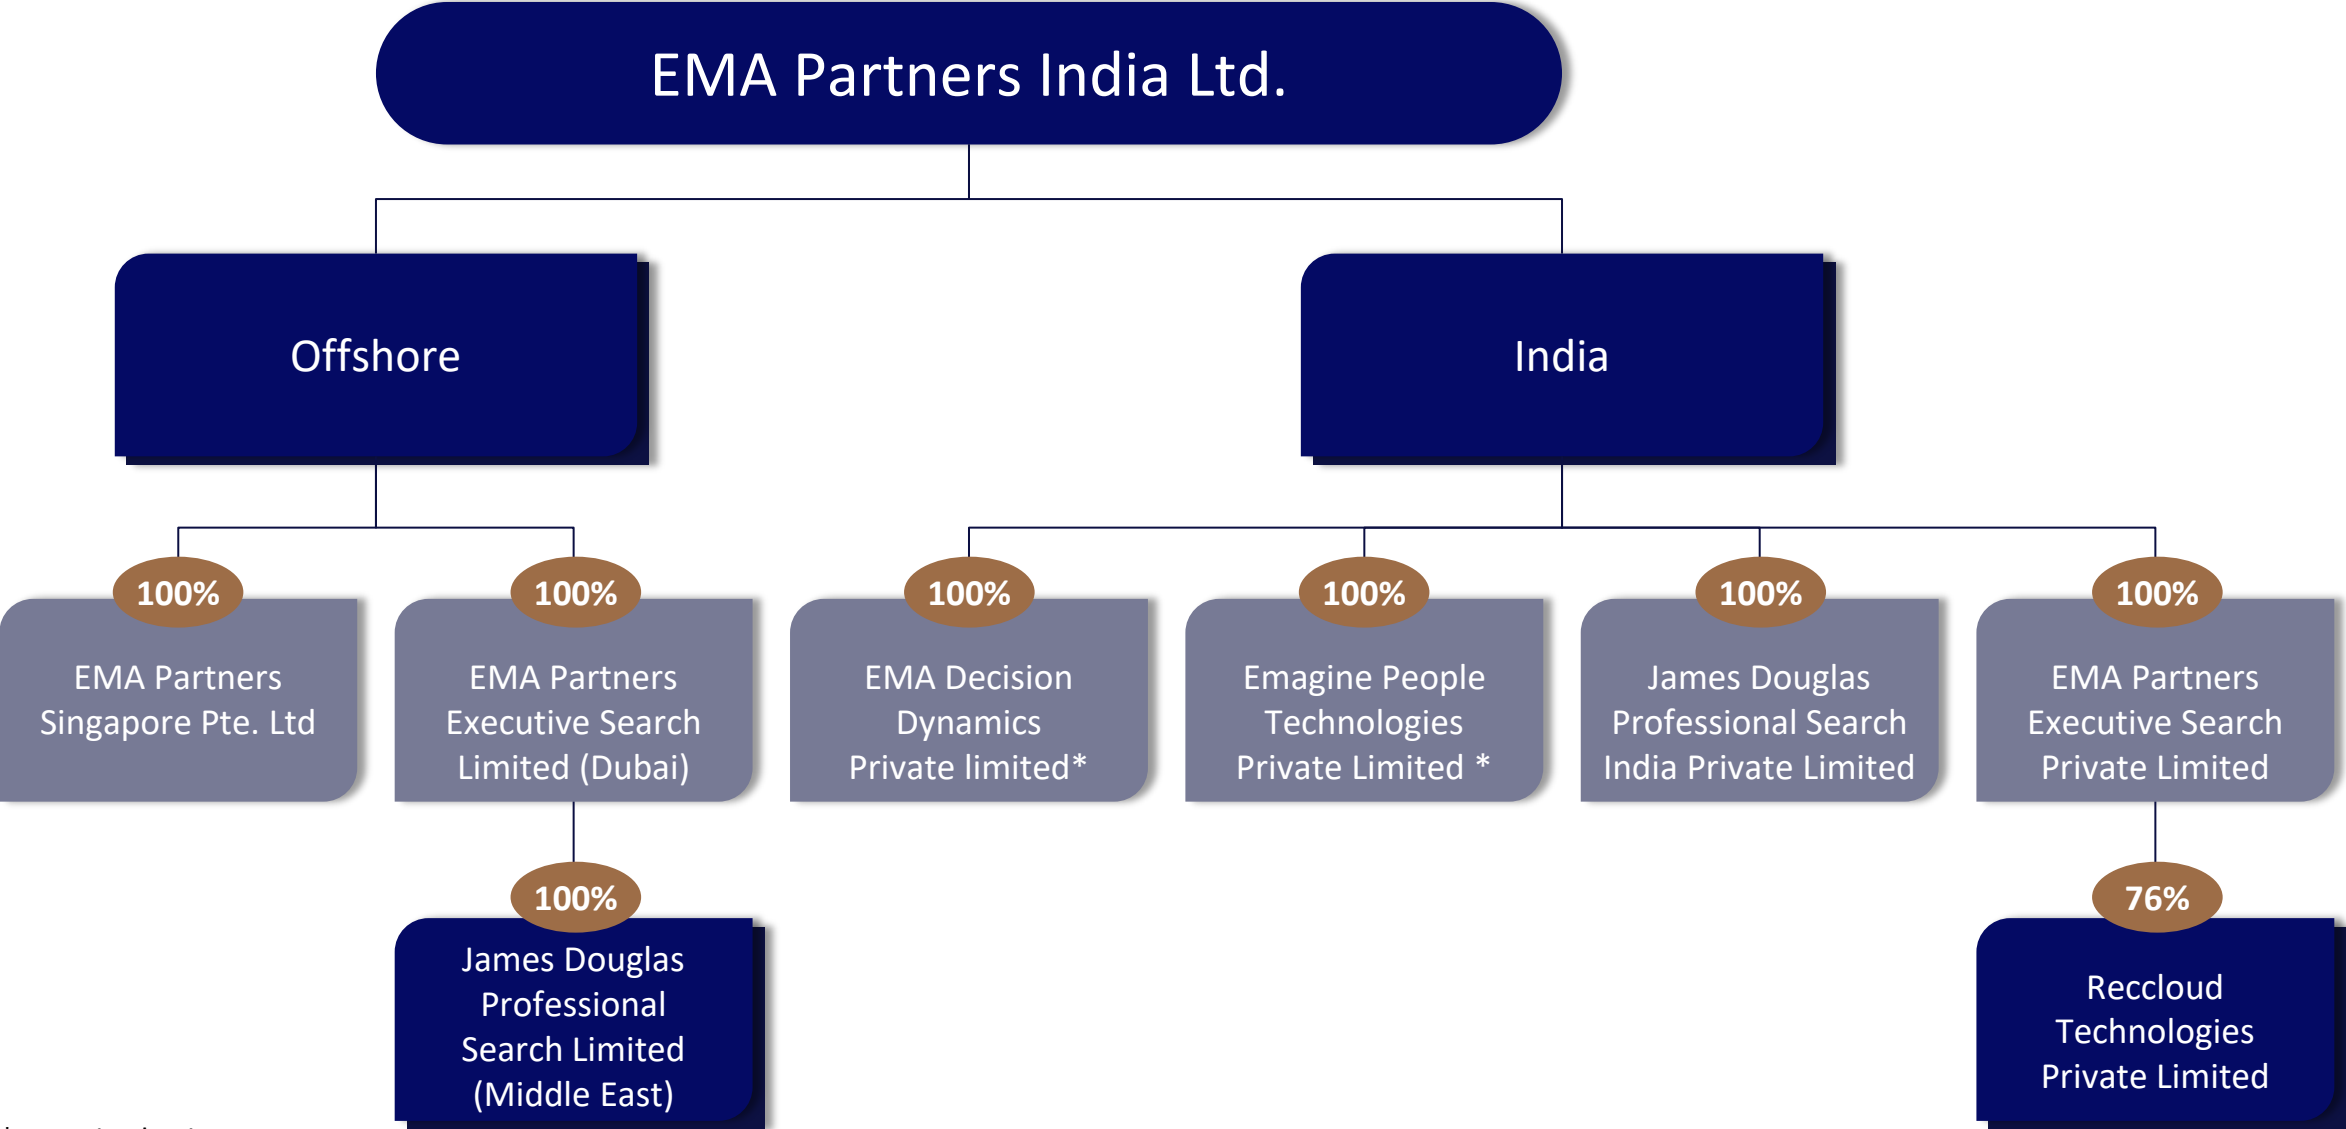 EMA Partners India Ltd.
Offshore
India
100%
100%
100%
100%
100%
100%
EMA Partners
Singapore Pte. Ltd
EMA Partners
Executive Search
Limited (Dubai)
EMA Decision
Dynamics
Private limited*
Emagine People
Technologies
Private Limited *
James Douglas
Professional Search
India Private Limited
EMA Partners
Executive Search
Private Limited
100%
76%
James Douglas
Professional
Search Limited
(Middle East)
Reccloud
Technologies
Private Limited